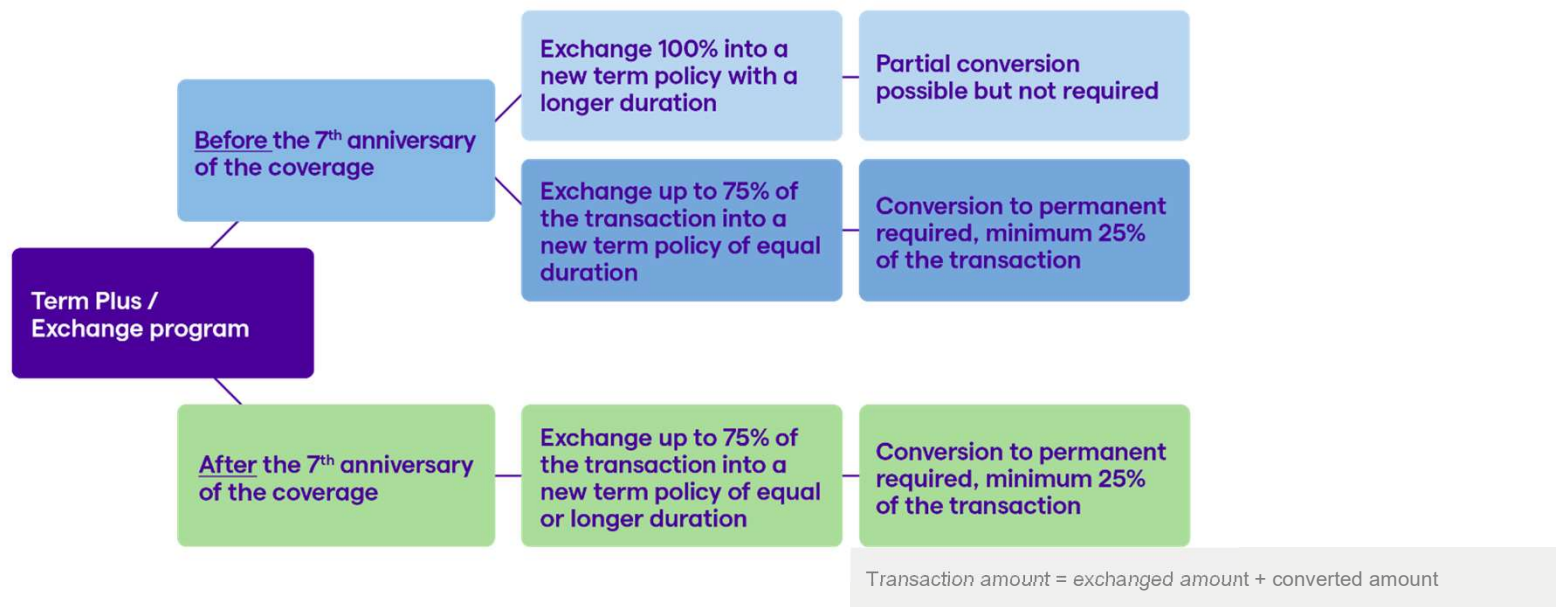 Term Plus /
Exchange program
Before the 7th anniversary
of the coverage
Exchange 100% into a
new term policy with a
longer duration
Partial conversion
possible but not required
Exchange up to 75% of
the transaction into a
new term policy of equal
duration
Conversion to permanent
required, minimum 25%
of the transaction
After the 7th anniversary
of the coverage
Exchange up to 75% of
the transaction into a
new term policy of equal
or longer duration
Conversion to permanent
required, minimum 25%
of the transaction
Transaction amount = exchanged amount + converted amount